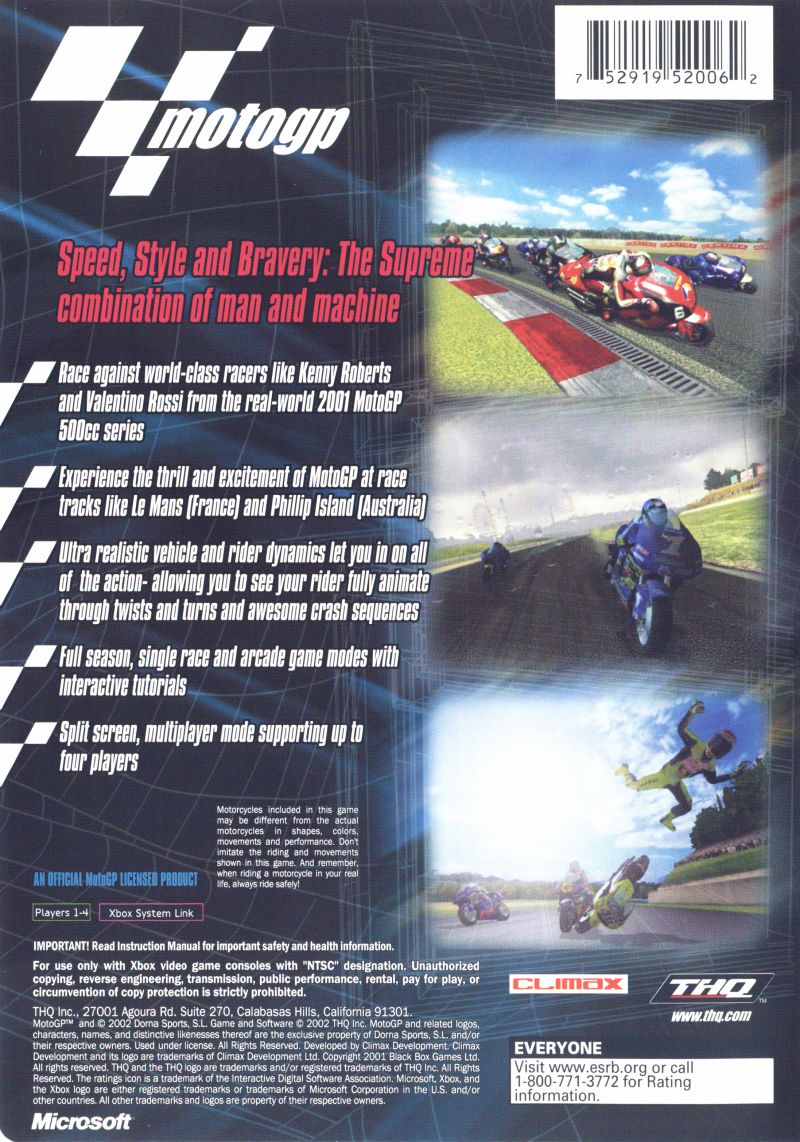 7 52919 52006 2
motogp
Speed, Style and Bravery: The Supreme
combination of man and machine
Race against world-class racers like Kenny Roberts
and Valentino Rossi from the real-world 2001 MotoGP
500cc series
Experience the thrill and excitement of MotoGP at race
tracks like Le Mans (France) and Phillip Island (Australia)
Ultra realistic vehicle and rider dynamics let you in on all
of the action- allowing you to see your rider fully animate
through twists and turns and awesome crash sequences
Full season, single race and arcade game modes with
interactive tutorials
Split screen, multiplayer mode supporting up to
four players
Motorcycles included in this game
may be different from the actual
motorcycles in shapes, colors,
movements and performance. Don't
imitate the riding and movements
shown in this game. And remember,
when riding a motorcycle in your real
life, always ride safely!
AN OFFICIAL MotoGP LICENSED PRODUCT
Players 1-4
Xbox System Link
IMPORTANT! Read Instruction Manual for important safety and health information.
For use only with Xbox video game consoles with "NTSC" designation. Unauthorized
copying, reverse engineering, transmission, public performance, rental, pay for play, or
circumvention of copy protection is strictly prohibited.
THQ Inc., 27001 Agoura Rd. Suite 270, Calabasas Hills, California 91301.
MotoGP™ and © 2002 Dorna Sports, S.L. Game and Software © 2002 THQ Inc. MotoGP and related logos,
characters, names, and distinctive likenesses thereof are the exclusive property of Dorna Sports, S.L. and/or
their respective owners. Used under license. All Rights Reserved. Developed by Climax Development. Climax
Development and its logo are trademarks of Climax Development Ltd. Copyright 2001 Black Box Games Ltd.
All rights reserved. THQ and the THQ logo are trademarks and/or registered trademarks of THQ Inc. All Rights
Reserved. The ratings icon is a trademark of the Interactive Digital Software Association. Microsoft, Xbox, and
the Xbox logo are either registered trademarks or trademarks of Microsoft Corporation in the U.S. and/or
other countries. All other trademarks and logos are property of their respective owners.
Microsoft
CLIMAX
THQ™
www.thq.com
EVERYONE
Visit www.esrb.org or call
1-800-771-3772 for Rating
information.